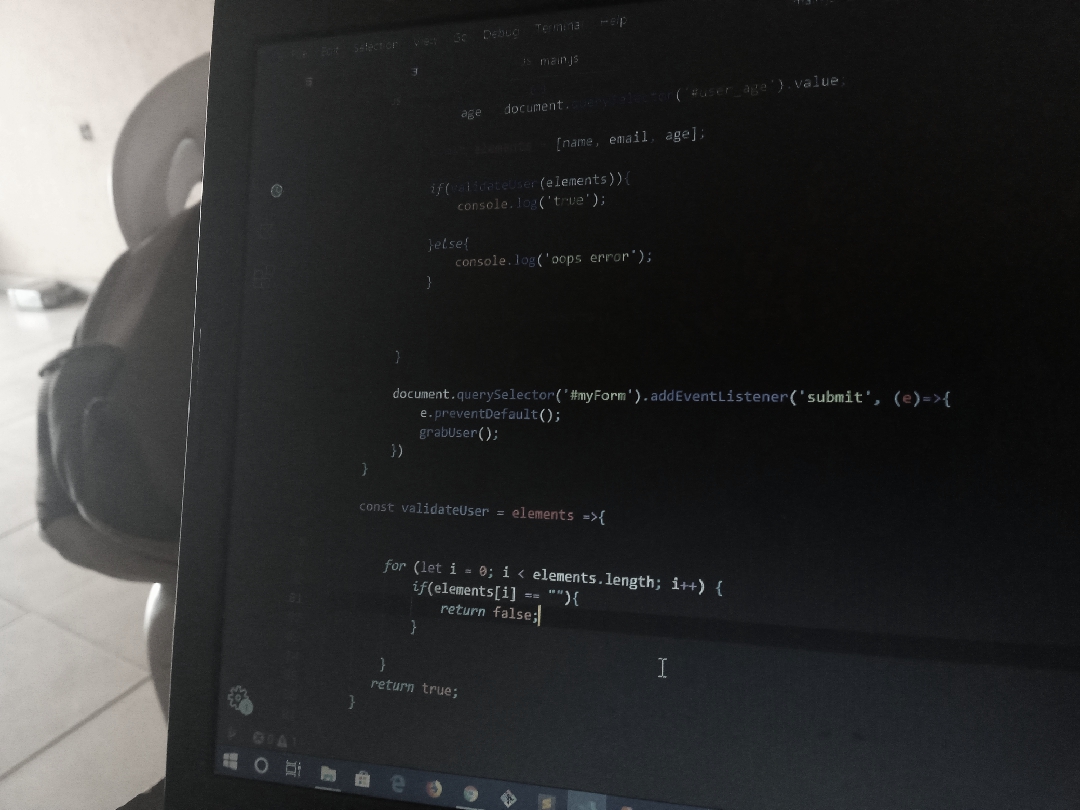 File Edit Selection View Go Debug Terminal Help
JS main.js
age document.querySelector('#user_age').value;
elements [name, email, age];
if(validateUser(elements)){
console.log('true');
}else{
console.log('oops error');
}
}
document.querySelector('#myForm').addEventListener('submit', (e)=>{
e.preventDefault();
grabUser();
})
}
const validateUser = elements =>{
for (let i = 0; i < elements.length; i++) {
if(elements[i] == ""){
return false;
}
}
return true;
}